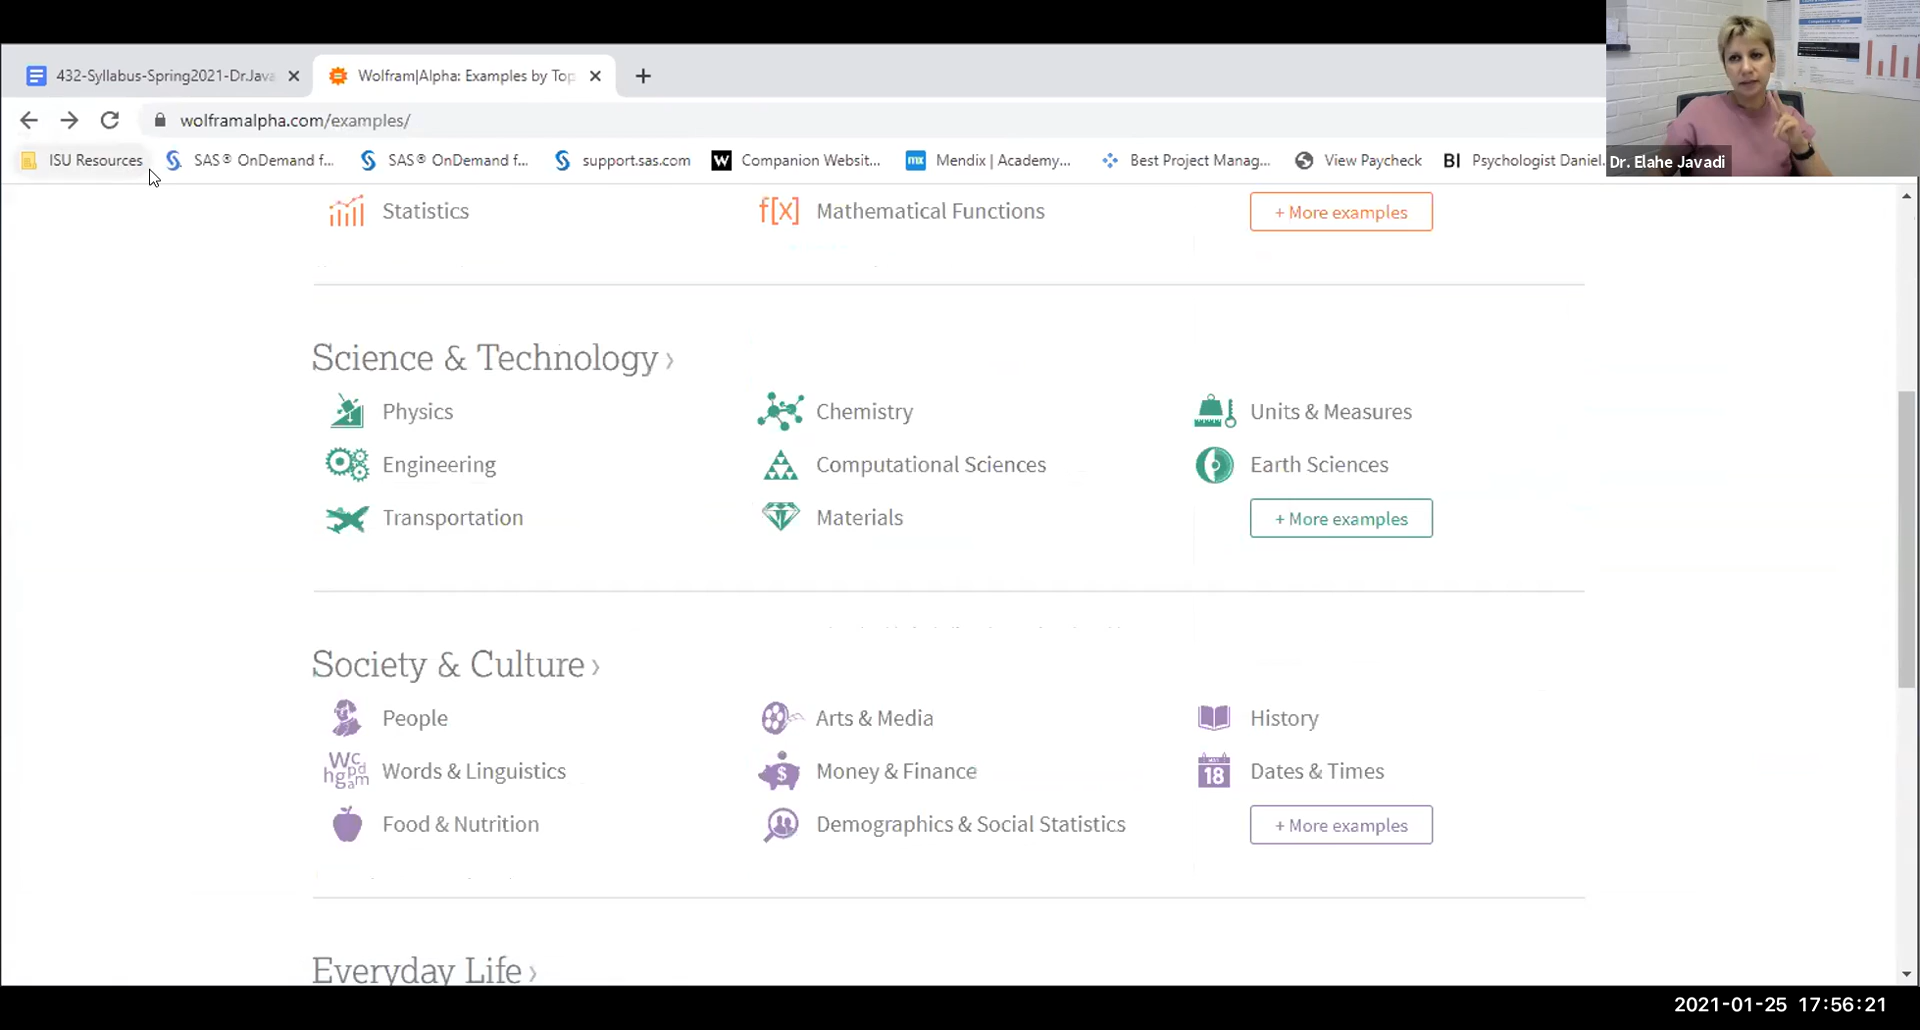 432-Syllabus-Spring2021-Dr.Java
Wolfram|Alpha: Examples by Top
wolframalpha.com/examples/
ISU Resources
SAS® OnDemand f...
SAS® OnDemand f...
support.sas.com
W
Companion Websit...
mx
Mendix | Academy...
Best Project Manag...
View Paycheck
BI
Psychologist Daniel
Dr. Elahe Javadi
Statistics
f[x]
Mathematical Functions
+ More examples
Science & Technology ›
Physics
Chemistry
Units & Measures
Engineering
Computational Sciences
Earth Sciences
Transportation
Materials
+ More examples
Society & Culture ›
People
Arts & Media
History
Words & Linguistics
Money & Finance
18
Dates & Times
Food & Nutrition
Demographics & Social Statistics
+ More examples
Everyday Life ›
2021-01-25 17:56:21